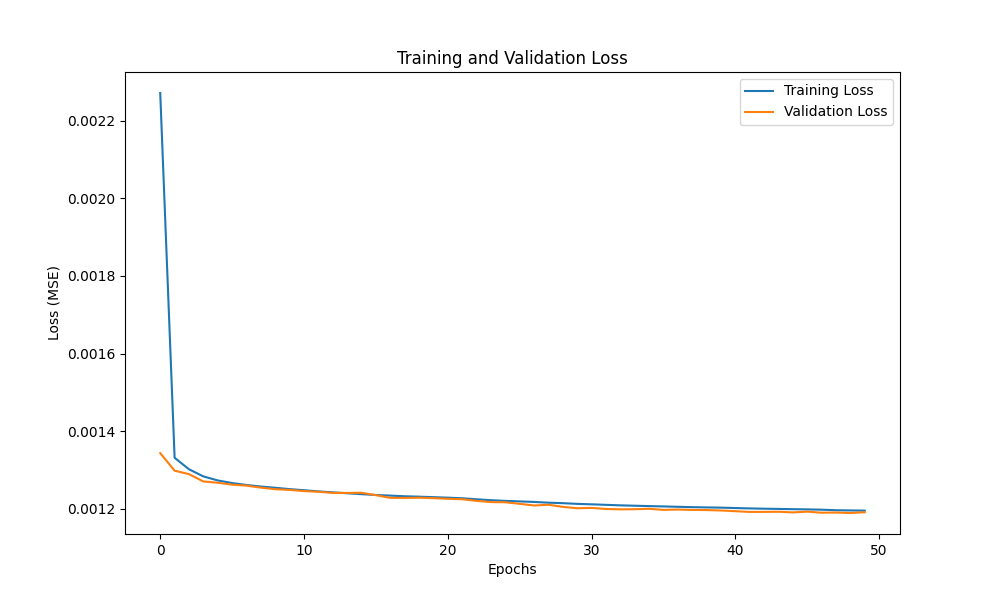 Training and Validation Loss
Training Loss
Validation Loss
0.0022
0.0020
0.0018
0.0016
0.0014
0.0012
Loss (MSE)
0 10 20 30 40 50
Epochs